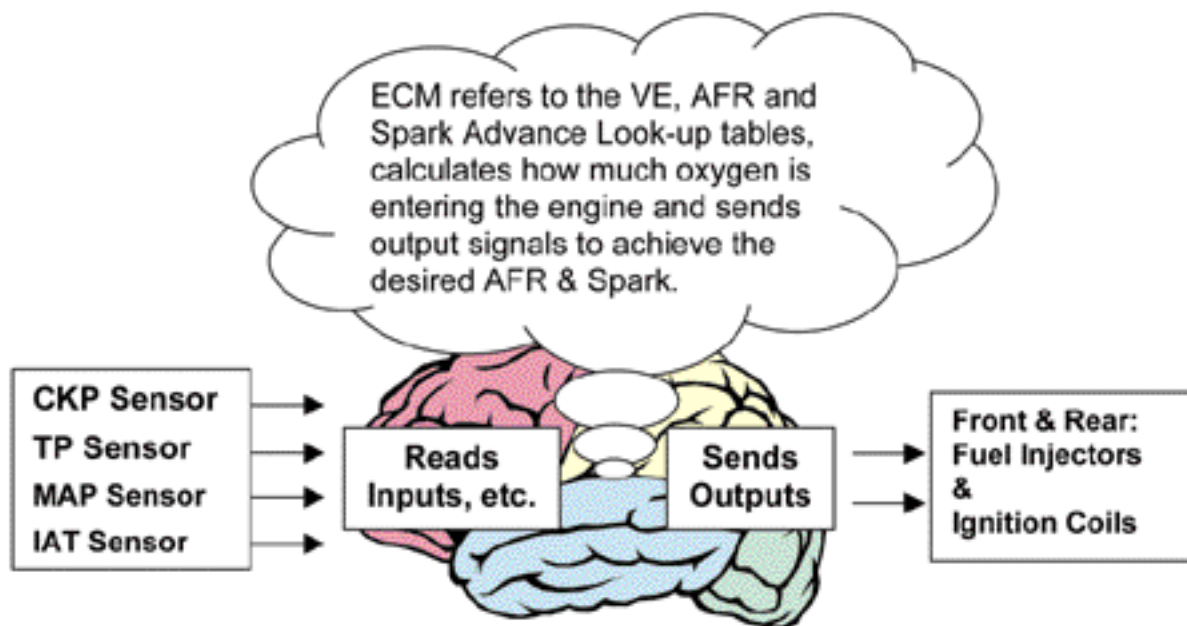 ECM refers to the VE, AFR and
Spark Advance Look-up tables,
calculates how much oxygen is
entering the engine and sends
output signals to achieve the
desired AFR & Spark.
CKP Sensor
TP Sensor
MAP Sensor
IAT Sensor
Reads
Inputs, etc.
Sends
Outputs
Front & Rear:
Fuel Injectors
&
Ignition Coils